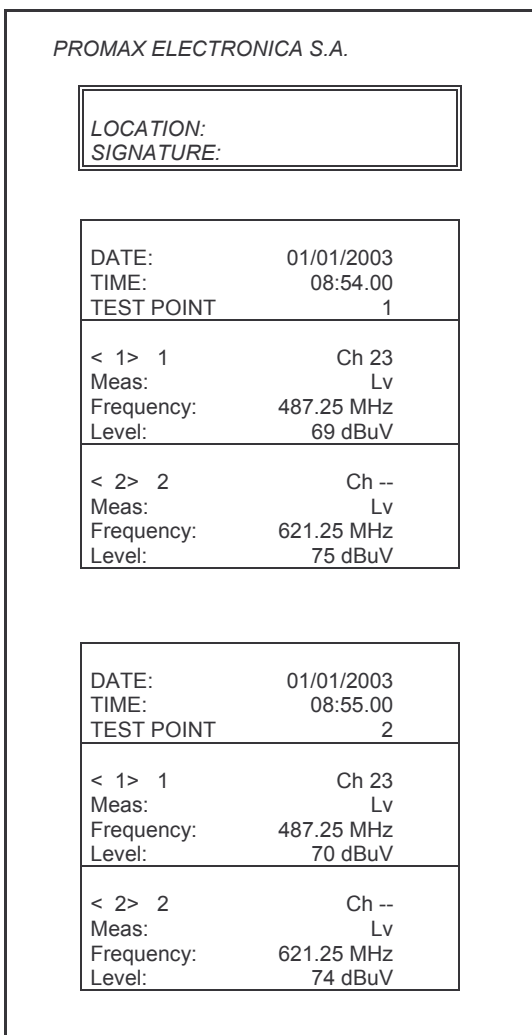 PROMAX ELECTRONICA S.A.
LOCATION:
SIGNATURE:
DATE: 01/01/2003
TIME: 08:54.00
TEST POINT 1
< 1> 1 Ch 23
Meas: Lv
Frequency: 487.25 MHz
Level: 69 dBuV
< 2> 2 Ch --
Meas: Lv
Frequency: 621.25 MHz
Level: 75 dBuV
DATE: 01/01/2003
TIME: 08:55.00
TEST POINT 2
< 1> 1 Ch 23
Meas: Lv
Frequency: 487.25 MHz
Level: 70 dBuV
< 2> 2 Ch --
Meas: Lv
Frequency: 621.25 MHz
Level: 74 dBuV